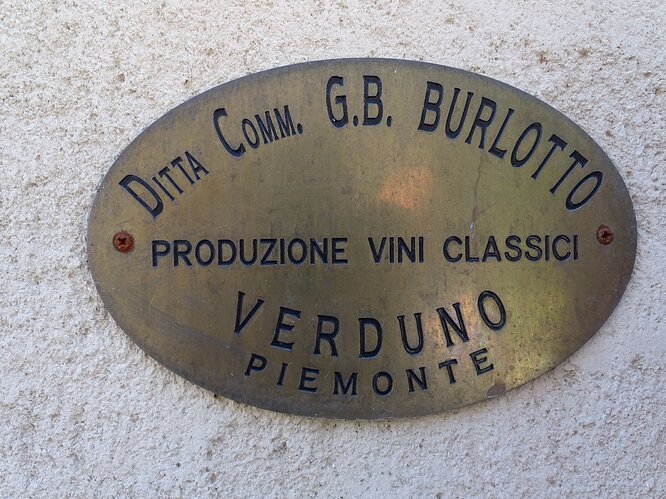 Ditta Comm. G.B. BURLOTTO
PRODUZIONE VINI CLASSICI
VERDUNO
PIEMONTE